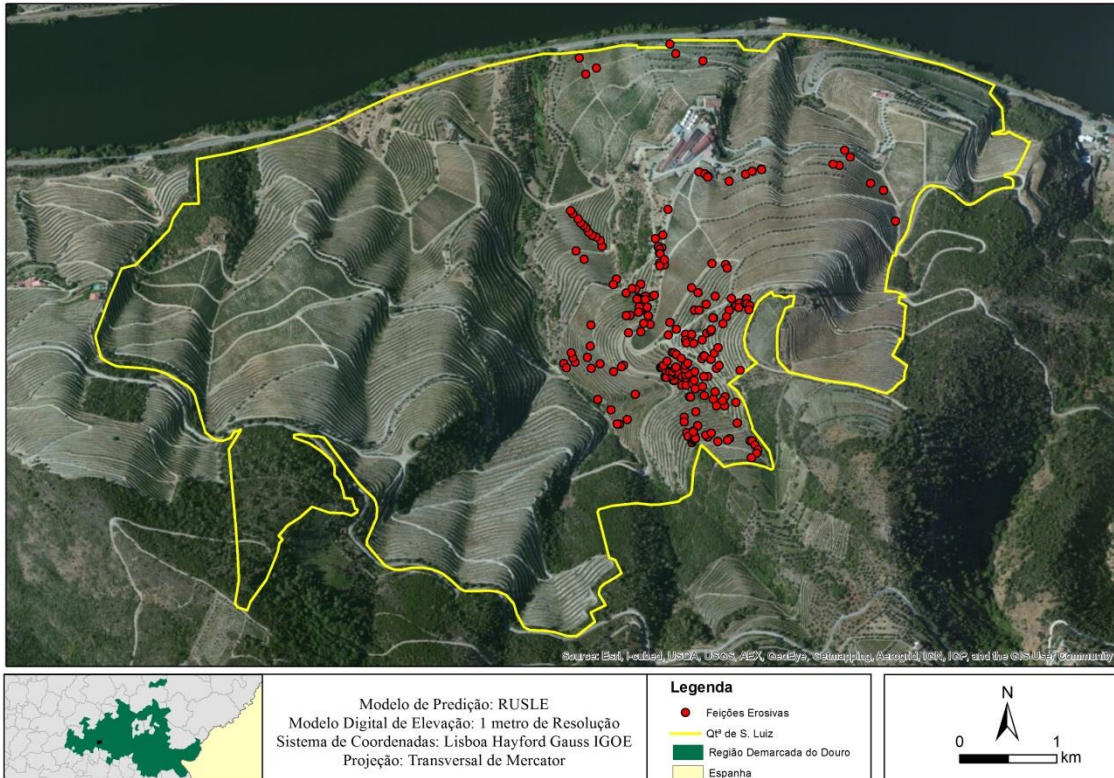 Source: Esri, i-cubed, USDA, USGS, AEX, GeoEye, Getmapping, Aerogrid, IGN, IGP, and the GIS User Community
Modelo de Predição: RUSLE
Modelo Digital de Elevação: 1 metro de Resolução
Sistema de Coordenadas: Lisboa Hayford Gauss IGOE
Projeção: Transversal de Mercator
Legenda
Feições Erosivas
Qtª de S. Luiz
Região Demarcada do Douro
Espanha
N
0 1
km